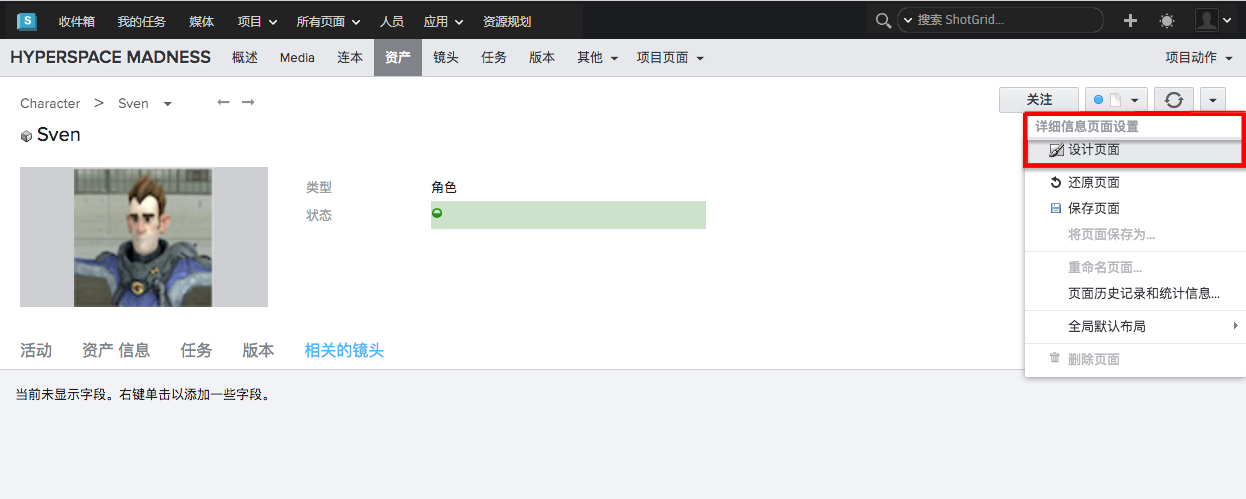 S 收件箱 我的任务 媒体 项目 所有页面 人员 应用 资源规划 搜索 ShotGrid...
HYPERSPACE MADNESS 概述 Media 连本 资产 镜头 任务 版本 其他 项目页面 项目动作
Character > Sven ← → 关注
Sven
详细信息页面设置
设计页面
还原页面
保存页面
将页面保存为...
重命名页面...
页面历史记录和统计信息...
全局默认布局
删除页面
类型 角色
状态
活动 资产 信息 任务 版本 相关的镜头
当前未显示字段。右键单击以添加一些字段。